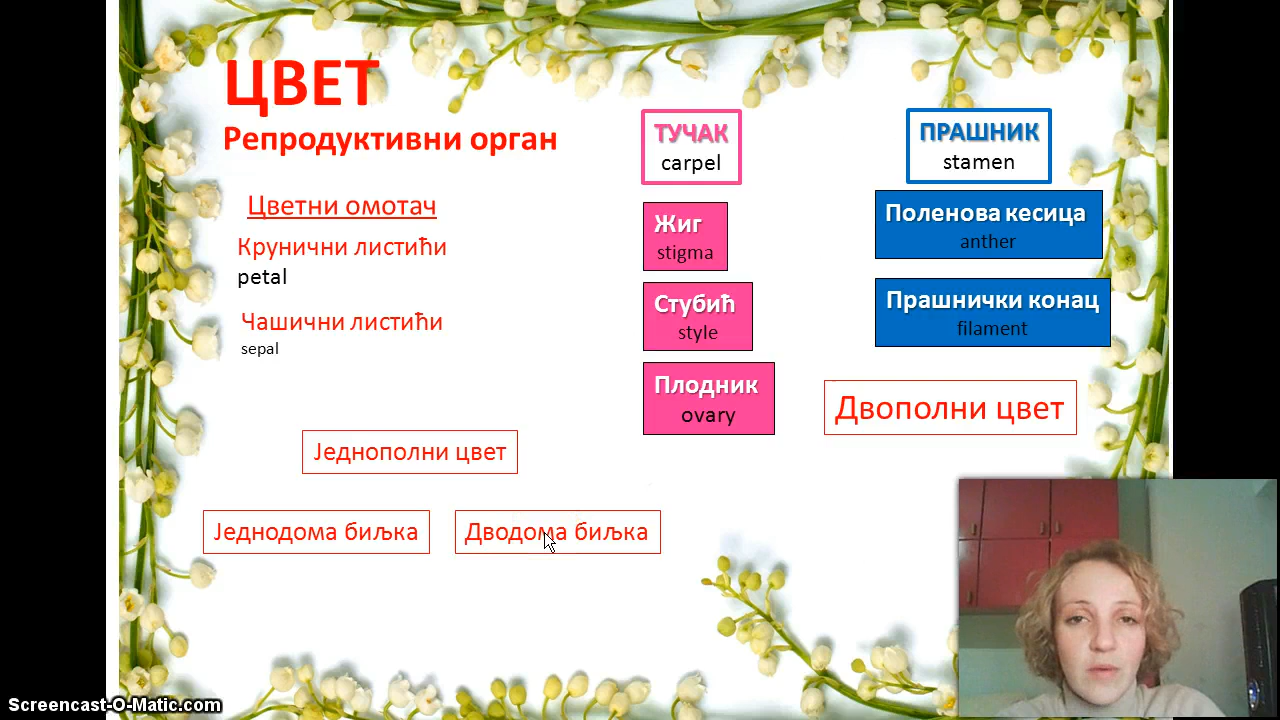 ЦВЕТ
Репродуктивни орган
Цветни омотач
Крунични листићи
petal
Чашични листићи
sepal
ТУЧАК
carpel
Жиг
stigma
Стубић
style
Плодник
ovary
ПРАШНИК
stamen
Поленова кесица
anther
Прашнички конац
filament
Двополни цвет
Једнополни цвет
Једнодома биљка
Дводома биљка
Screencast-O-Matic.com